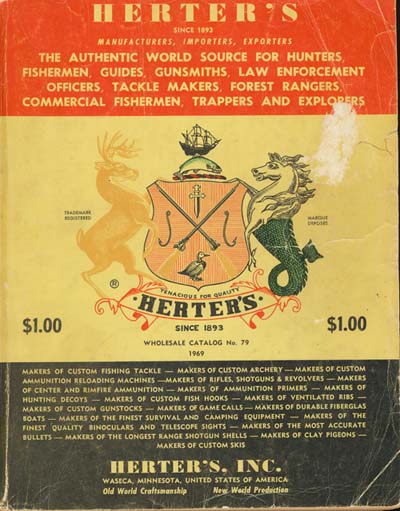 HERTER'S
SINCE 1893
MANUFACTURERS, IMPORTERS, EXPORTERS
THE AUTHENTIC WORLD SOURCE FOR HUNTERS,
FISHERMEN, GUIDES, GUNSMITHS, LAW ENFORCEMENT
OFFICERS, TACKLE MAKERS, FOREST RANGERS,
COMMERCIAL FISHERMEN, TRAPPERS AND EXPLORERS
TRADEMARK
REGISTERED
MARQUE
DEPOSEE
®
TENACIOUS FOR QUALITY
HERTER'S
$1.00
$1.00
SINCE 1893
WHOLESALE CATALOG No. 79
1969
MAKERS OF CUSTOM FISHING TACKLE — MAKERS OF CUSTOM ARCHERY — MAKERS OF CUSTOM
AMMUNITION RELOADING MACHINES — MAKERS OF RIFLES, SHOTGUNS & REVOLVERS — MAKERS
OF CENTER AND RIMFIRE AMMUNITION — MAKERS OF AMMUNITION PRIMERS — MAKERS OF
HUNTING DECOYS — MAKERS OF CUSTOM FISH HOOKS — MAKERS OF VENTILATED RIBS —
MAKERS OF CUSTOM GUNSTOCKS — MAKERS OF GAME CALLS — MAKERS OF DURABLE FIBERGLAS
BOATS — MAKERS OF THE FINEST SURVIVAL AND CAMPING EQUIPMENT — MAKERS OF THE
FINEST QUALITY BINOCULARS AND TELESCOPE SIGHTS — MAKERS OF THE MOST ACCURATE
BULLETS — MAKERS OF THE LONGEST RANGE SHOTGUN SHELLS — MAKERS OF CLAY PIGEONS —
MAKERS OF CUSTOM SKIS
HERTER'S, INC.
WASECA, MINNESOTA, UNITED STATES OF AMERICA
Old World Craftsmanship New World Production